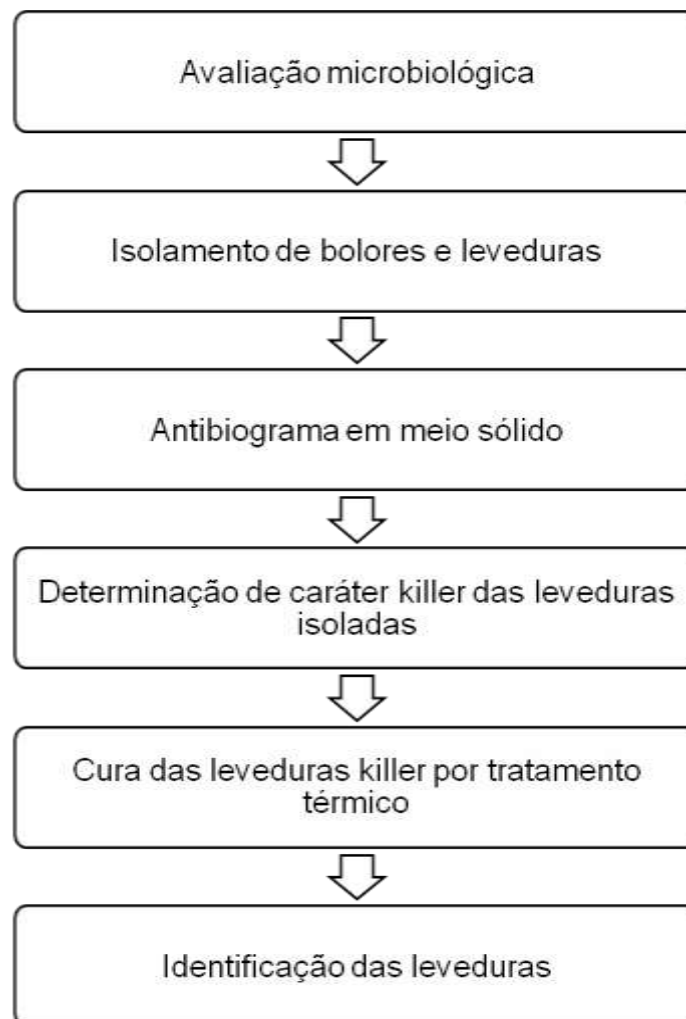 Avaliação microbiológica
Isolamento de bolores e leveduras
Antibiograma em meio sólido
Determinação de caráter killer das leveduras
isoladas
Cura das leveduras killer por tratamento
térmico
Identificação das leveduras